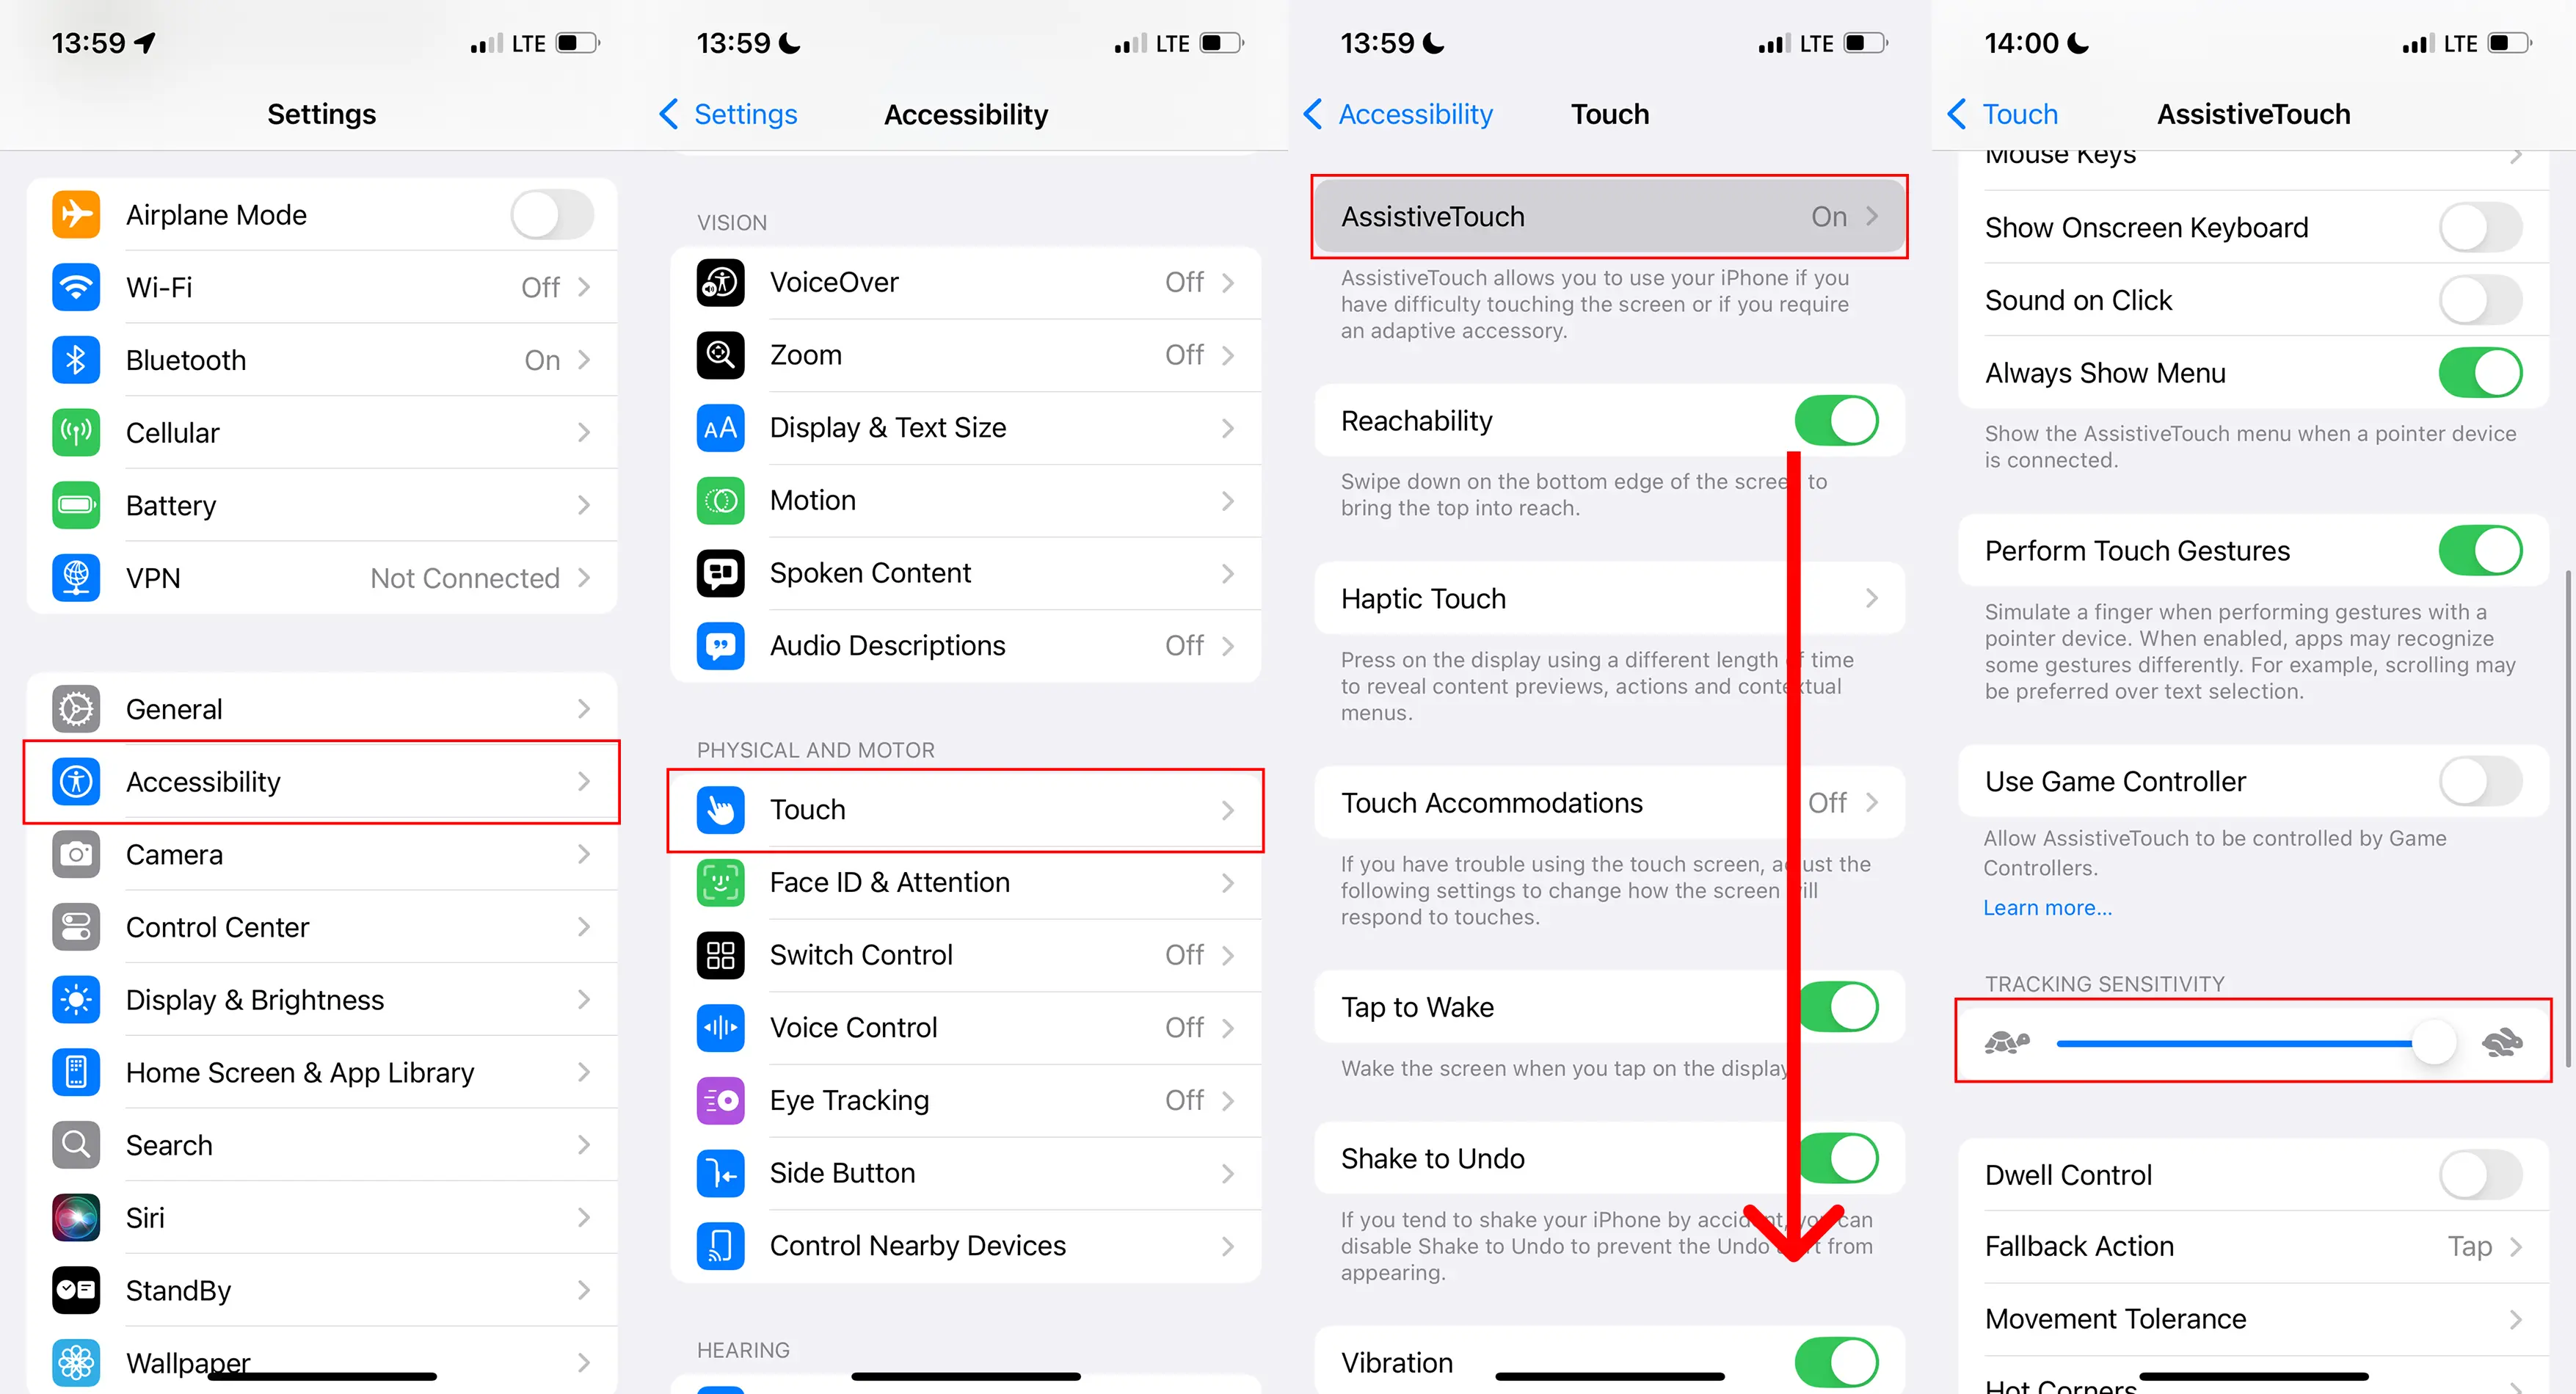 13:59
LTE
Settings
Airplane Mode
Wi-Fi Off
Bluetooth On
Cellular
Battery
VPN Not Connected
General
Accessibility
Camera
Control Center
Display & Brightness
Home Screen & App Library
Search
Siri
StandBy
Wallpaper
13:59
LTE
Settings
Accessibility
VISION
VoiceOver Off
Zoom Off
AA Display & Text Size
Motion
Spoken Content
Audio Descriptions Off
PHYSICAL AND MOTOR
Touch
Face ID & Attention
Switch Control Off
Voice Control Off
Eye Tracking Off
Side Button
Control Nearby Devices
HEARING
13:59
LTE
Accessibility
Touch
AssistiveTouch On
AssistiveTouch allows you to use your iPhone if you
have difficulty touching the screen or if you require
an adaptive accessory.
Reachability
Swipe down on the bottom edge of the screen to
bring the top into reach.
Haptic Touch
Press on the display using a different length of time
to reveal content previews, actions and contextual
menus.
Touch Accommodations Off
If you have trouble using the touch screen, adjust the
following settings to change how the screen will
respond to touches.
Tap to Wake
Wake the screen when you tap on the display
Shake to Undo
If you tend to shake your iPhone by accident, you can
disable Shake to Undo to prevent the Undo alert from
appearing.
Vibration
14:00
LTE
Touch
AssistiveTouch
Mouse Keys
Show Onscreen Keyboard
Sound on Click
Always Show Menu
Show the AssistiveTouch menu when a pointer device
is connected.
Perform Touch Gestures
Simulate a finger when performing gestures with a
pointer device. When enabled, apps may recognize
some gestures differently. For example, scrolling may
be preferred over text selection.
Use Game Controller
Allow AssistiveTouch to be controlled by Game
Controllers.
Learn more...
TRACKING SENSITIVITY
Dwell Control
Fallback Action Tap
Movement Tolerance
Hot Corners